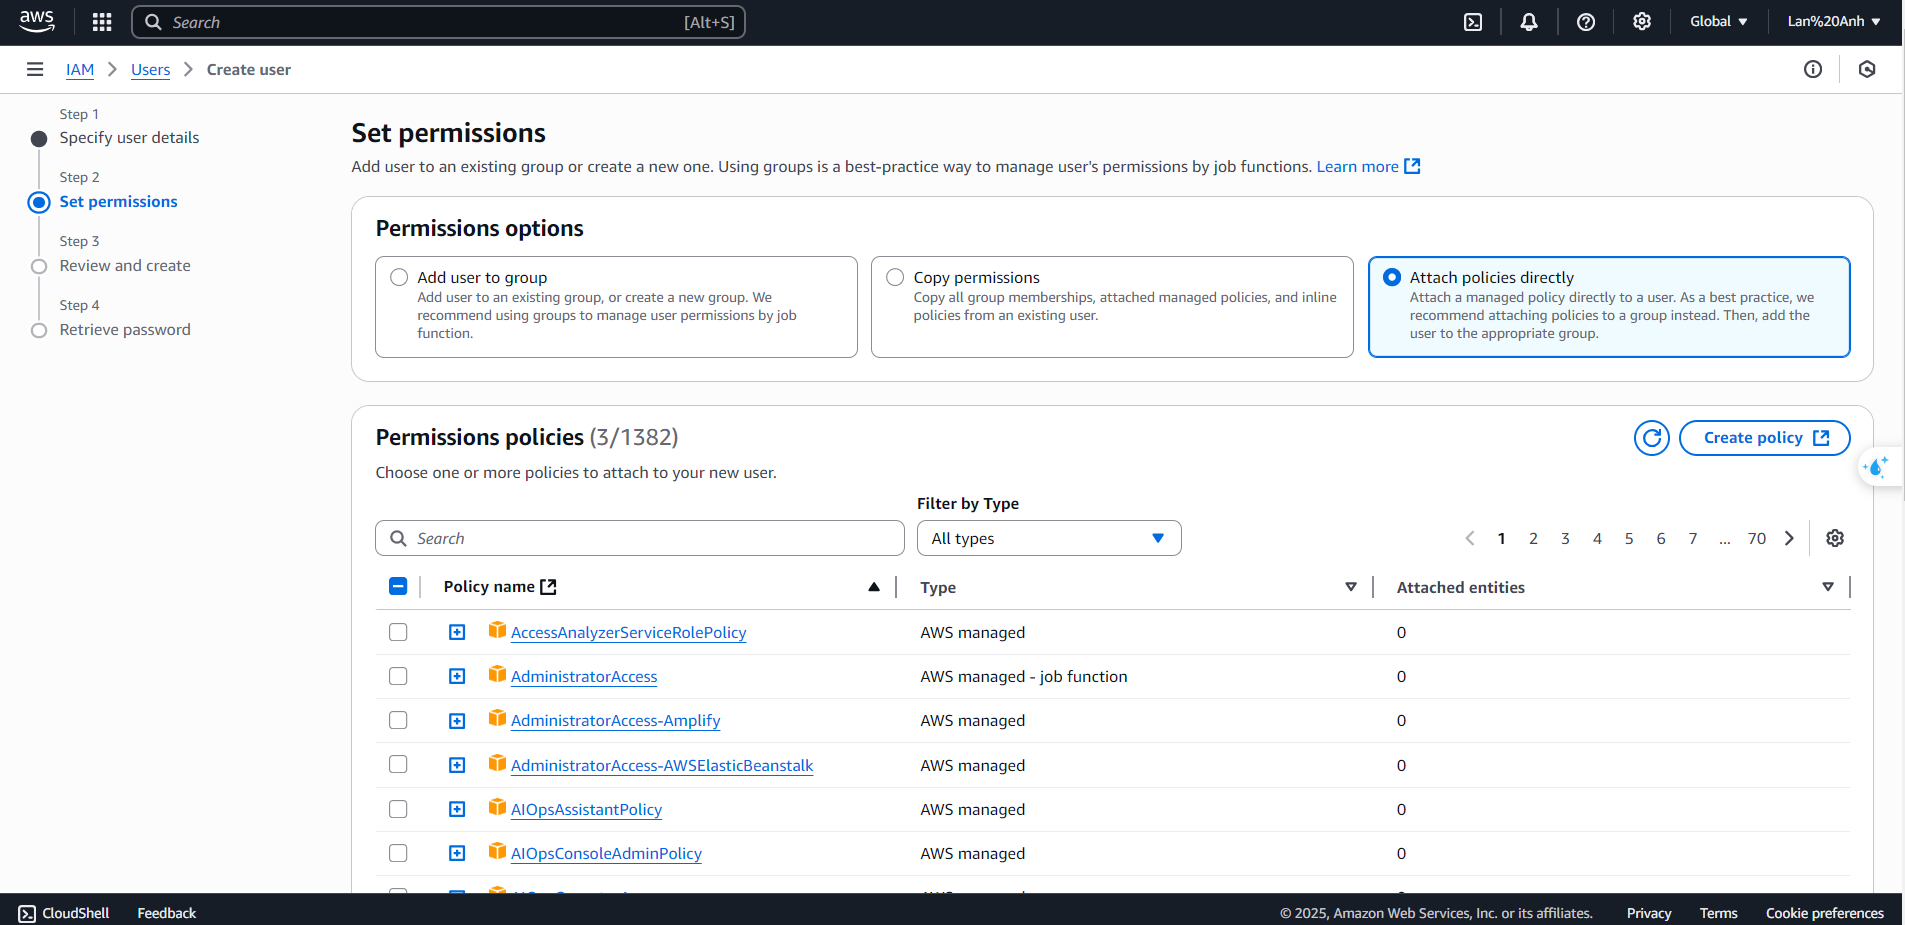 aws
Search [Alt+S]
Global
Lan%20Anh
IAM
Users
Create user
Step 1
Specify user details
Step 2
Set permissions
Step 3
Review and create
Step 4
Retrieve password
Set permissions
Add user to an existing group or create a new one. Using groups is a best-practice way to manage user's permissions by job functions. Learn more
Permissions options
Add user to group
Add user to an existing group, or create a new group. We
recommend using groups to manage user permissions by job
function.
Copy permissions
Copy all group memberships, attached managed policies, and inline
policies from an existing user.
Attach policies directly
Attach a managed policy directly to a user. As a best practice, we
recommend attaching policies to a group instead. Then, add the
user to the appropriate group.
Permissions policies (3/1382)
Create policy
Choose one or more policies to attach to your new user.
Filter by Type
Search
All types
1 2 3 4 5 6 7 ... 70
Policy name Type Attached entities
AccessAnalyzerServiceRolePolicy AWS managed 0
AdministratorAccess AWS managed - job function 0
AdministratorAccess-Amplify AWS managed 0
AdministratorAccess-AWSElasticBeanstalk AWS managed 0
AIOpsAssistantPolicy AWS managed 0
AIOpsConsoleAdminPolicy AWS managed 0
CloudShell Feedback © 2025, Amazon Web Services, Inc. or its affiliates. Privacy Terms Cookie preferences